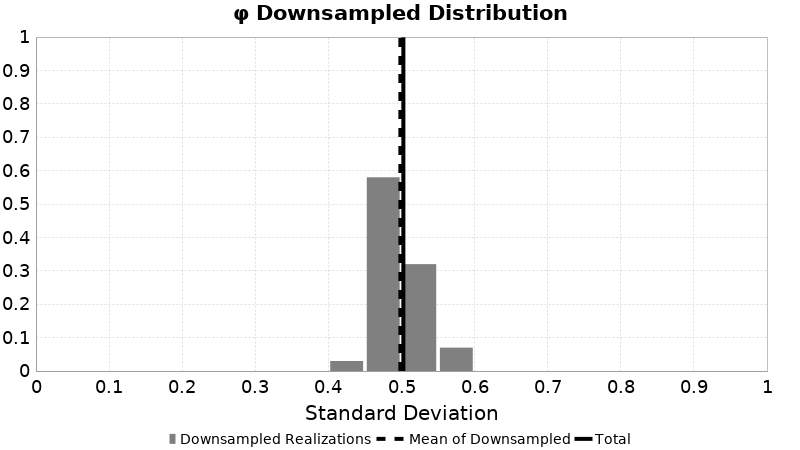 φ Downsampled Distribution
1
0.9
0.8
0.7
0.6
0.5
0.4
0.3
0.2
0.1
0
0 0.1 0.2 0.3 0.4 0.5 0.6 0.7 0.8 0.9 1
Standard Deviation
Downsampled Realizations Mean of Downsampled Total